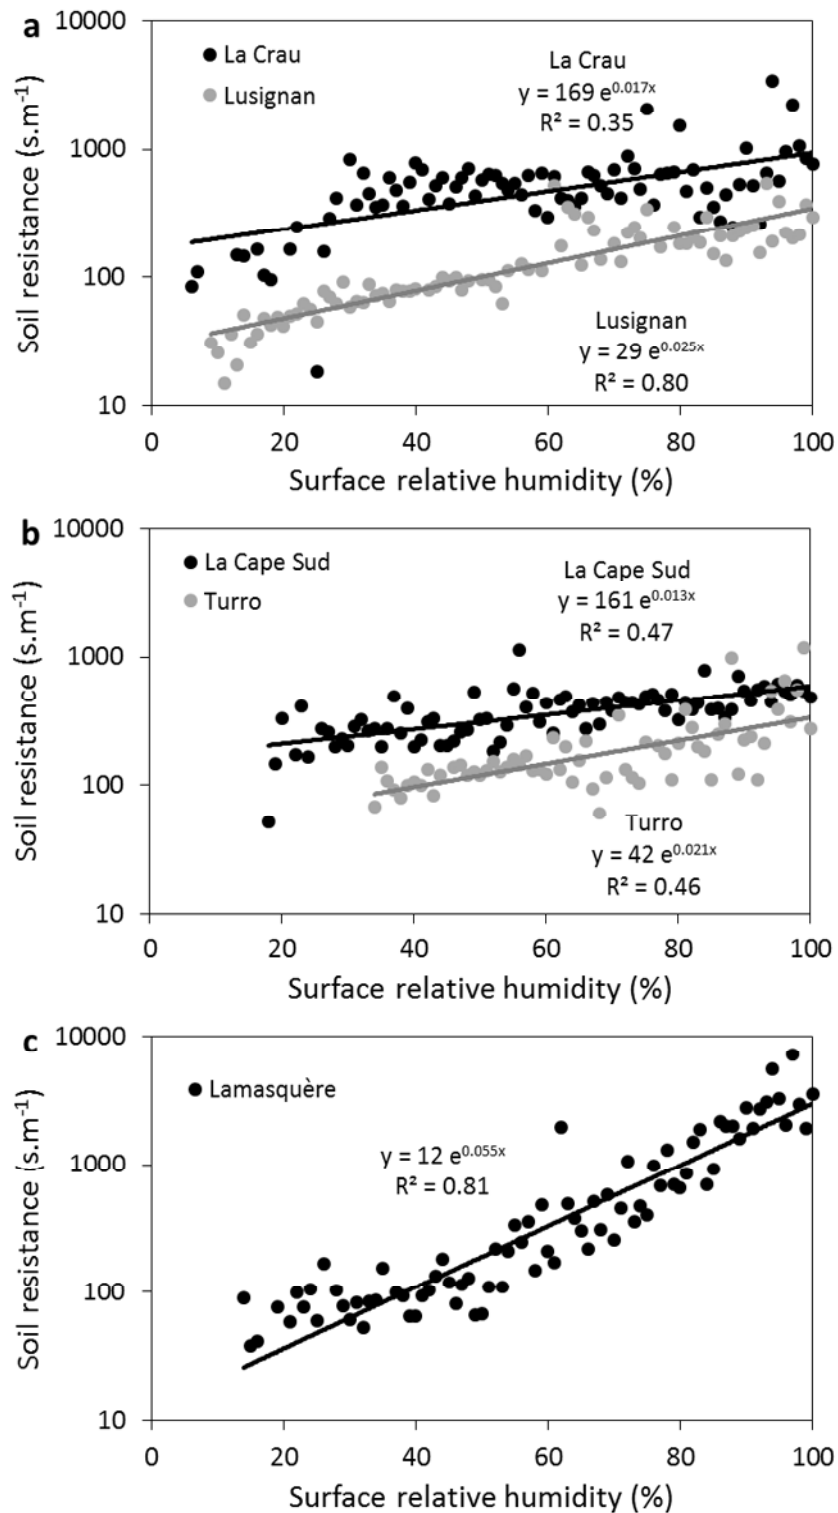 a
10000
1000
100
10
Soil resistance (s.m-1)
La Crau
Lusignan
La Crau
y = 169 e0.017x
R² = 0.35
Lusignan
y = 29 e0.025x
R² = 0.80
0 20 40 60 80 100
Surface relative humidity (%)
b
10000
1000
100
10
Soil resistance (s.m-1)
La Cape Sud
Turro
La Cape Sud
y = 161 e0.013x
R² = 0.47
Turro
y = 42 e0.021x
R² = 0.46
0 20 40 60 80 100
Surface relative humidity (%)
c
10000
1000
100
10
Soil resistance (s.m-1)
Lamasquère
y = 12 e0.055x
R² = 0.81
0 20 40 60 80 100
Surface relative humidity (%)